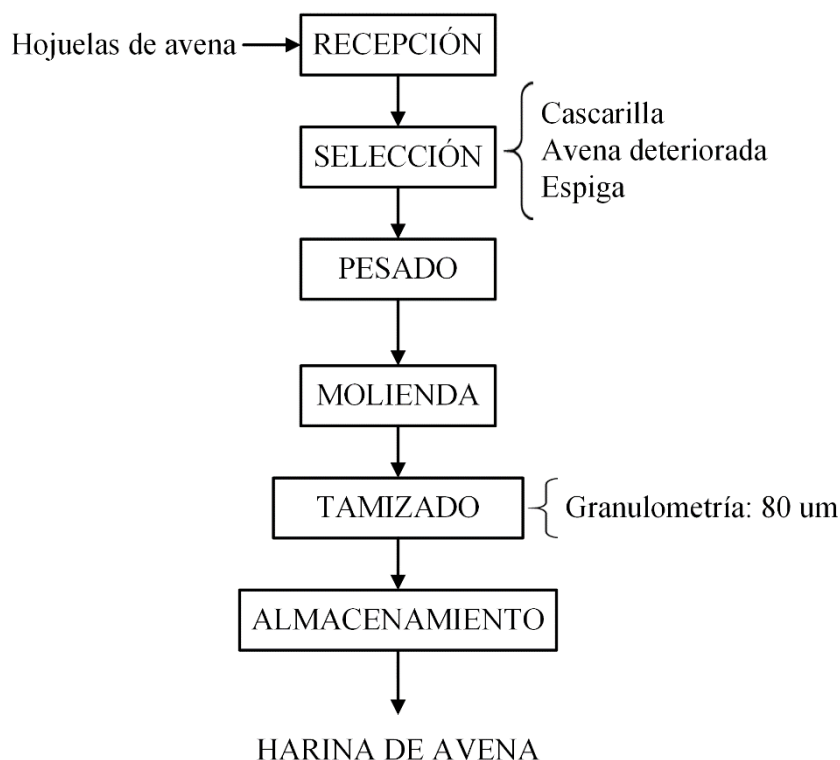 Hojuelas de avena
RECEPCIÓN
SELECCIÓN
Cascarilla
Avena deteriorada
Espiga
PESADO
MOLIENDA
TAMIZADO
Granulometría: 80 um
ALMACENAMIENTO
HARINA DE AVENA